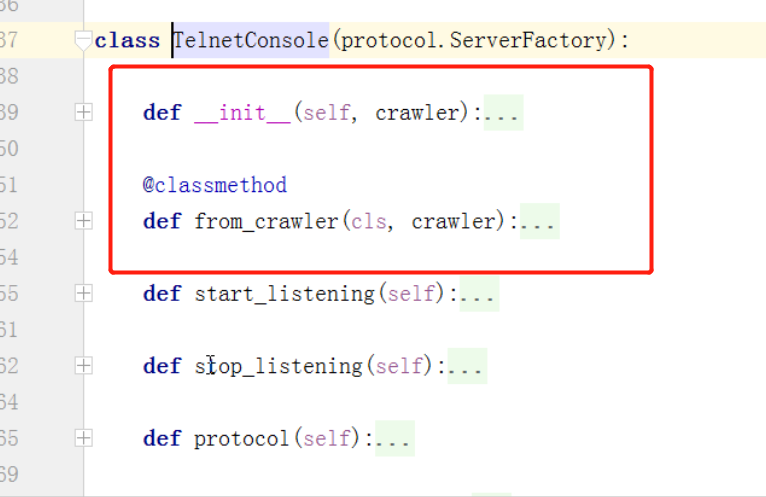 37 class TelnetConsole(protocol.ServerFactory):
38
39 def __init__(self, crawler):...
50
51 @classmethod
52 def from_crawler(cls, crawler):...
54
55 def start_listening(self):...
61
62 def stop_listening(self):...
64
65 def protocol(self):...
69